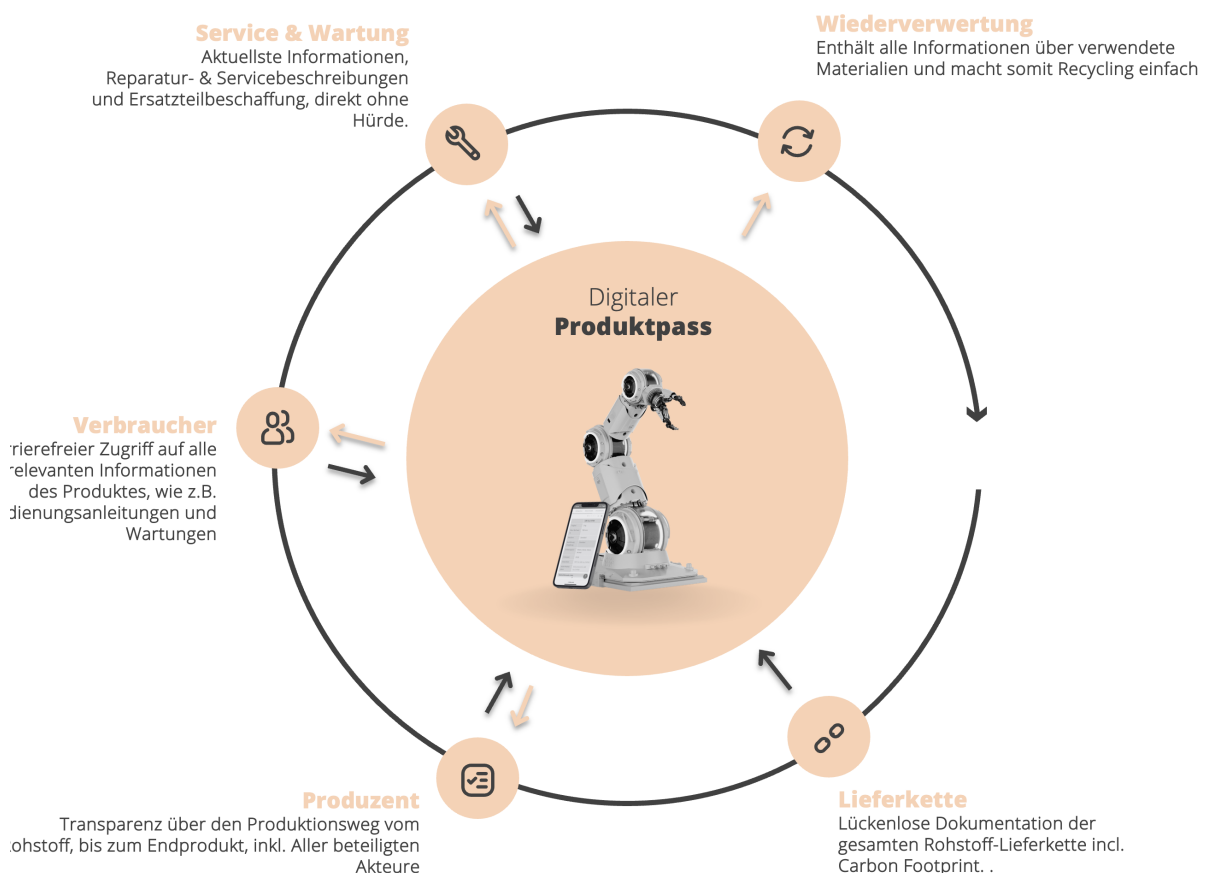 Service & Wartung
Aktuellste Informationen,
Reparatur- & Servicebeschreibungen
und Ersatzteilbeschaffung, direkt ohne
Hürde.
Wiederverwertung
Enthält alle Informationen über verwendete
Materialien und macht somit Recycling einfach
Digitaler
Produktpass
Verbraucher
rrierefreier Zugriff auf alle
relevanten Informationen
des Produktes, wie z.B.
dienungsanleitungen und
Wartungen
Produzent
Transparenz über den Produktionsweg vom
ohstoff, bis zum Endprodukt, inkl. Aller beteiligten
Akteure
Lieferkette
Lückenlose Dokumentation der
gesamten Rohstoff-Lieferkette incl.
Carbon Footprint. .